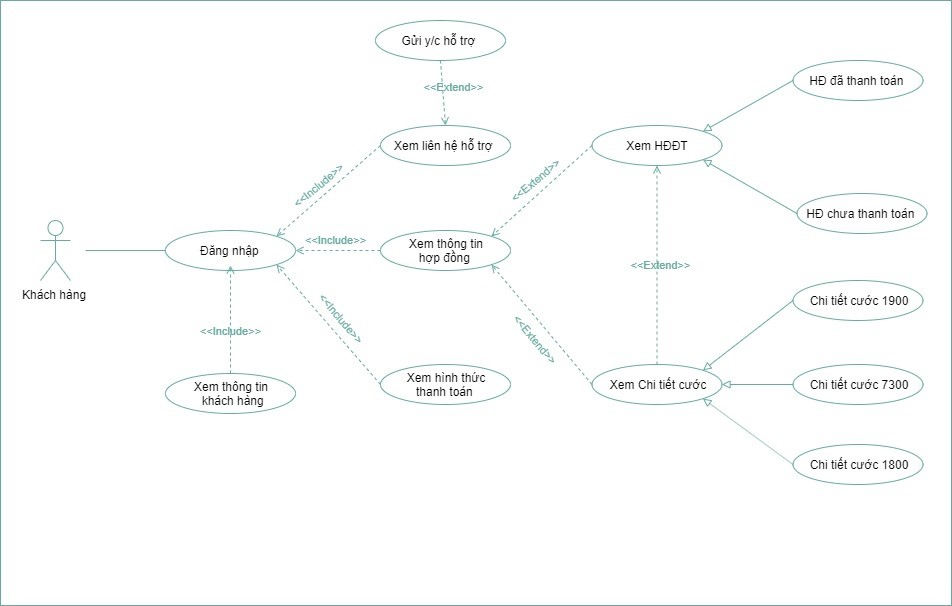 Gửi y/c hỗ trợ
<<Extend>>
HĐ đã thanh toán
Xem liên hệ hỗ trợ
Xem HĐĐT
<<Include>>
<<Extend>>
HĐ chưa thanh toán
Khách hàng
Đăng nhập
<<Include>>
Xem thông tin
hợp đồng
<<Extend>>
Chi tiết cước 1900
<<Include>>
<<Include>>
<<Extend>>
Xem thông tin
khách hàng
Xem hình thức
thanh toán
Xem Chi tiết cước
Chi tiết cước 7300
Chi tiết cước 1800